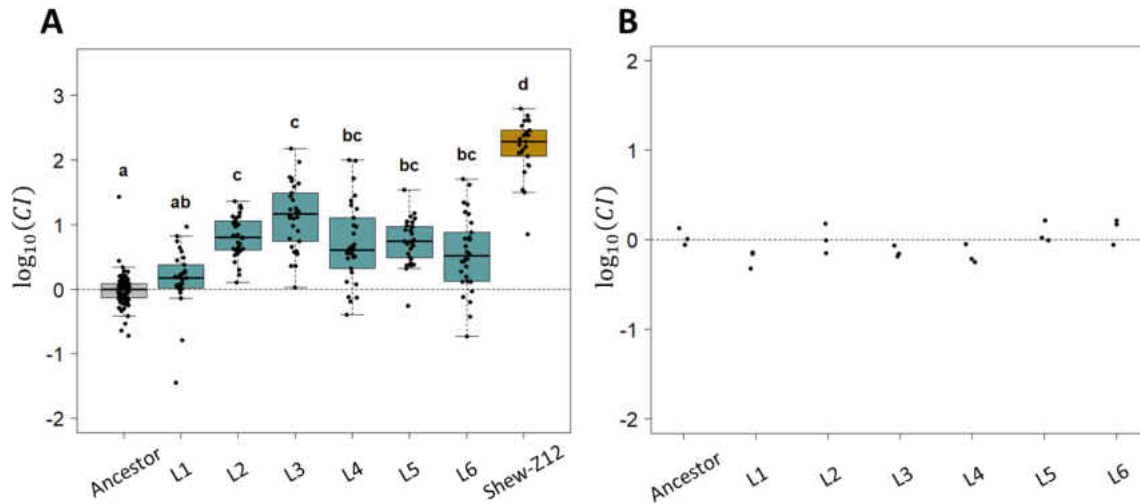 A
log10(CI)
3
2
1
0
-1
-2
a
ab
c
c
bc
bc
bc
d
Ancestor
L1
L2
L3
L4
L5
L6
Shew-Z12
B
log10(CI)
2
1
0
-1
-2
Ancestor
L1
L2
L3
L4
L5
L6